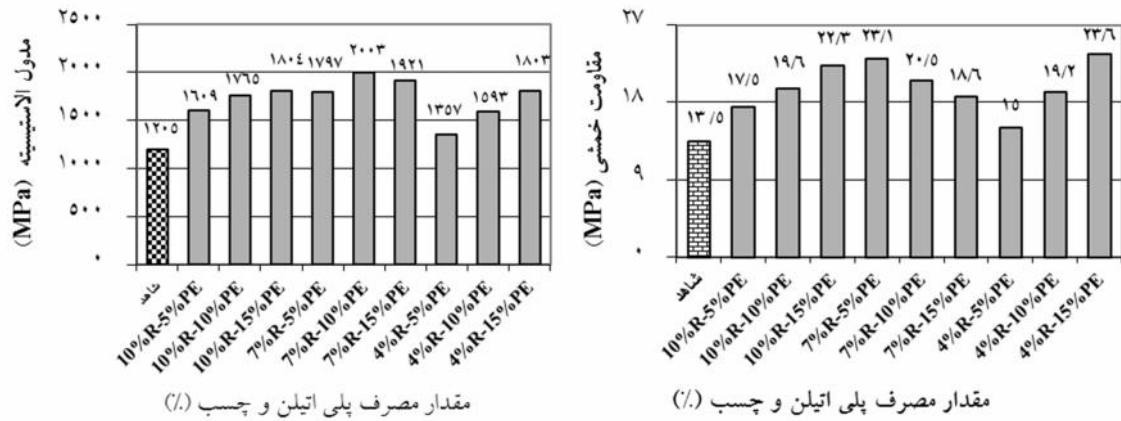 ۲۵۰۰
۲۰۰۰
۱۵۰۰
۱۰۰۰
۵۰۰
۰
مدول الاتیسیته (MPa)
۱۲۰۵
۱۶۰۹
۱۷۶۵
۱۸۰۴
۱۷۹۷
۲۰۰۳
۱۹۲۱
۱۳۵۷
۱۵۹۳
۱۸۰۳
شاهد
10%R-5%PE
10%R-10%PE
10%R-15%PE
7%R-5%PE
7%R-10%PE
7%R-15%PE
4%R-5%PE
4%R-10%PE
4%R-15%PE
مقدار مصرف پلی اتیلن و چسب (٪)
۲۷
۱۸
۹
۰
مقاومت خمشی (MPa)
۱۳/۵
۱۷/۵
۱۹/۶
۲۲/۳
۲۳/۱
۲۰/۵
۱۸/۶
۱۵
۱۹/۲
۲۳/۶
شاهد
10%R-5%PE
10%R-10%PE
10%R-15%PE
7%R-5%PE
7%R-10%PE
7%R-15%PE
4%R-5%PE
4%R-10%PE
4%R-15%PE
مقدار مصرف پلی اتیلن و چسب (٪)